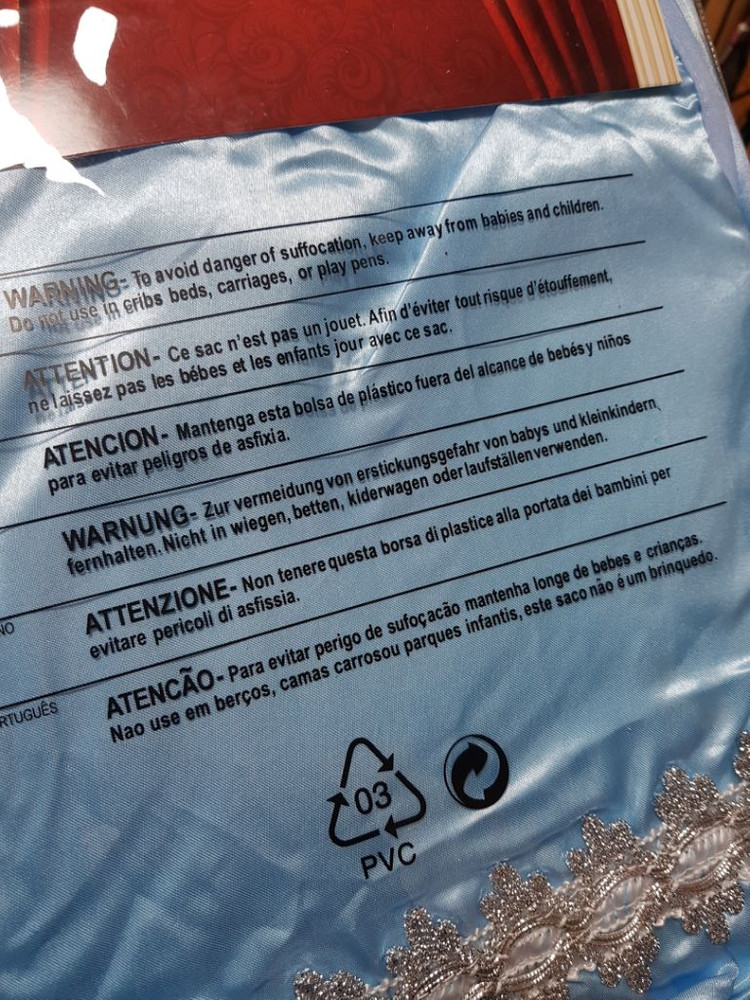 WARNING- To avoid danger of suffocation, keep away from babies and children.
Do not use in cribs beds, carriages, or play pens.
ATTENTION- Ce sac n'est pas un jouet. Afin d'éviter tout risque d'étouffement,
ne laissez pas les bébes et les enfants jour avec ce sac.
ATENCION- Mantenga esta bolsa de plástico fuera del alcance de bebés y niños
para evitar peligros de asfixia.
WARNUNG- Zur vermeidung von erstickungsgefahr von babys und kleinkindern
fernhalten. Nicht in wiegen, betten, kiderwagen oder laufställen verwenden.
NO ATTENZIONE- Non tenere questa borsa di plastice alla portata dei bambini per
evitare pericoli di asfissia.
RTUGUÊS ATENCÃO- Para evitar perigo de sufoçacão mantenha longe de bebes e crianças.
Nao use em berços, camas carrosou parques infantis, este saco não é um brinquedo.
03
PVC